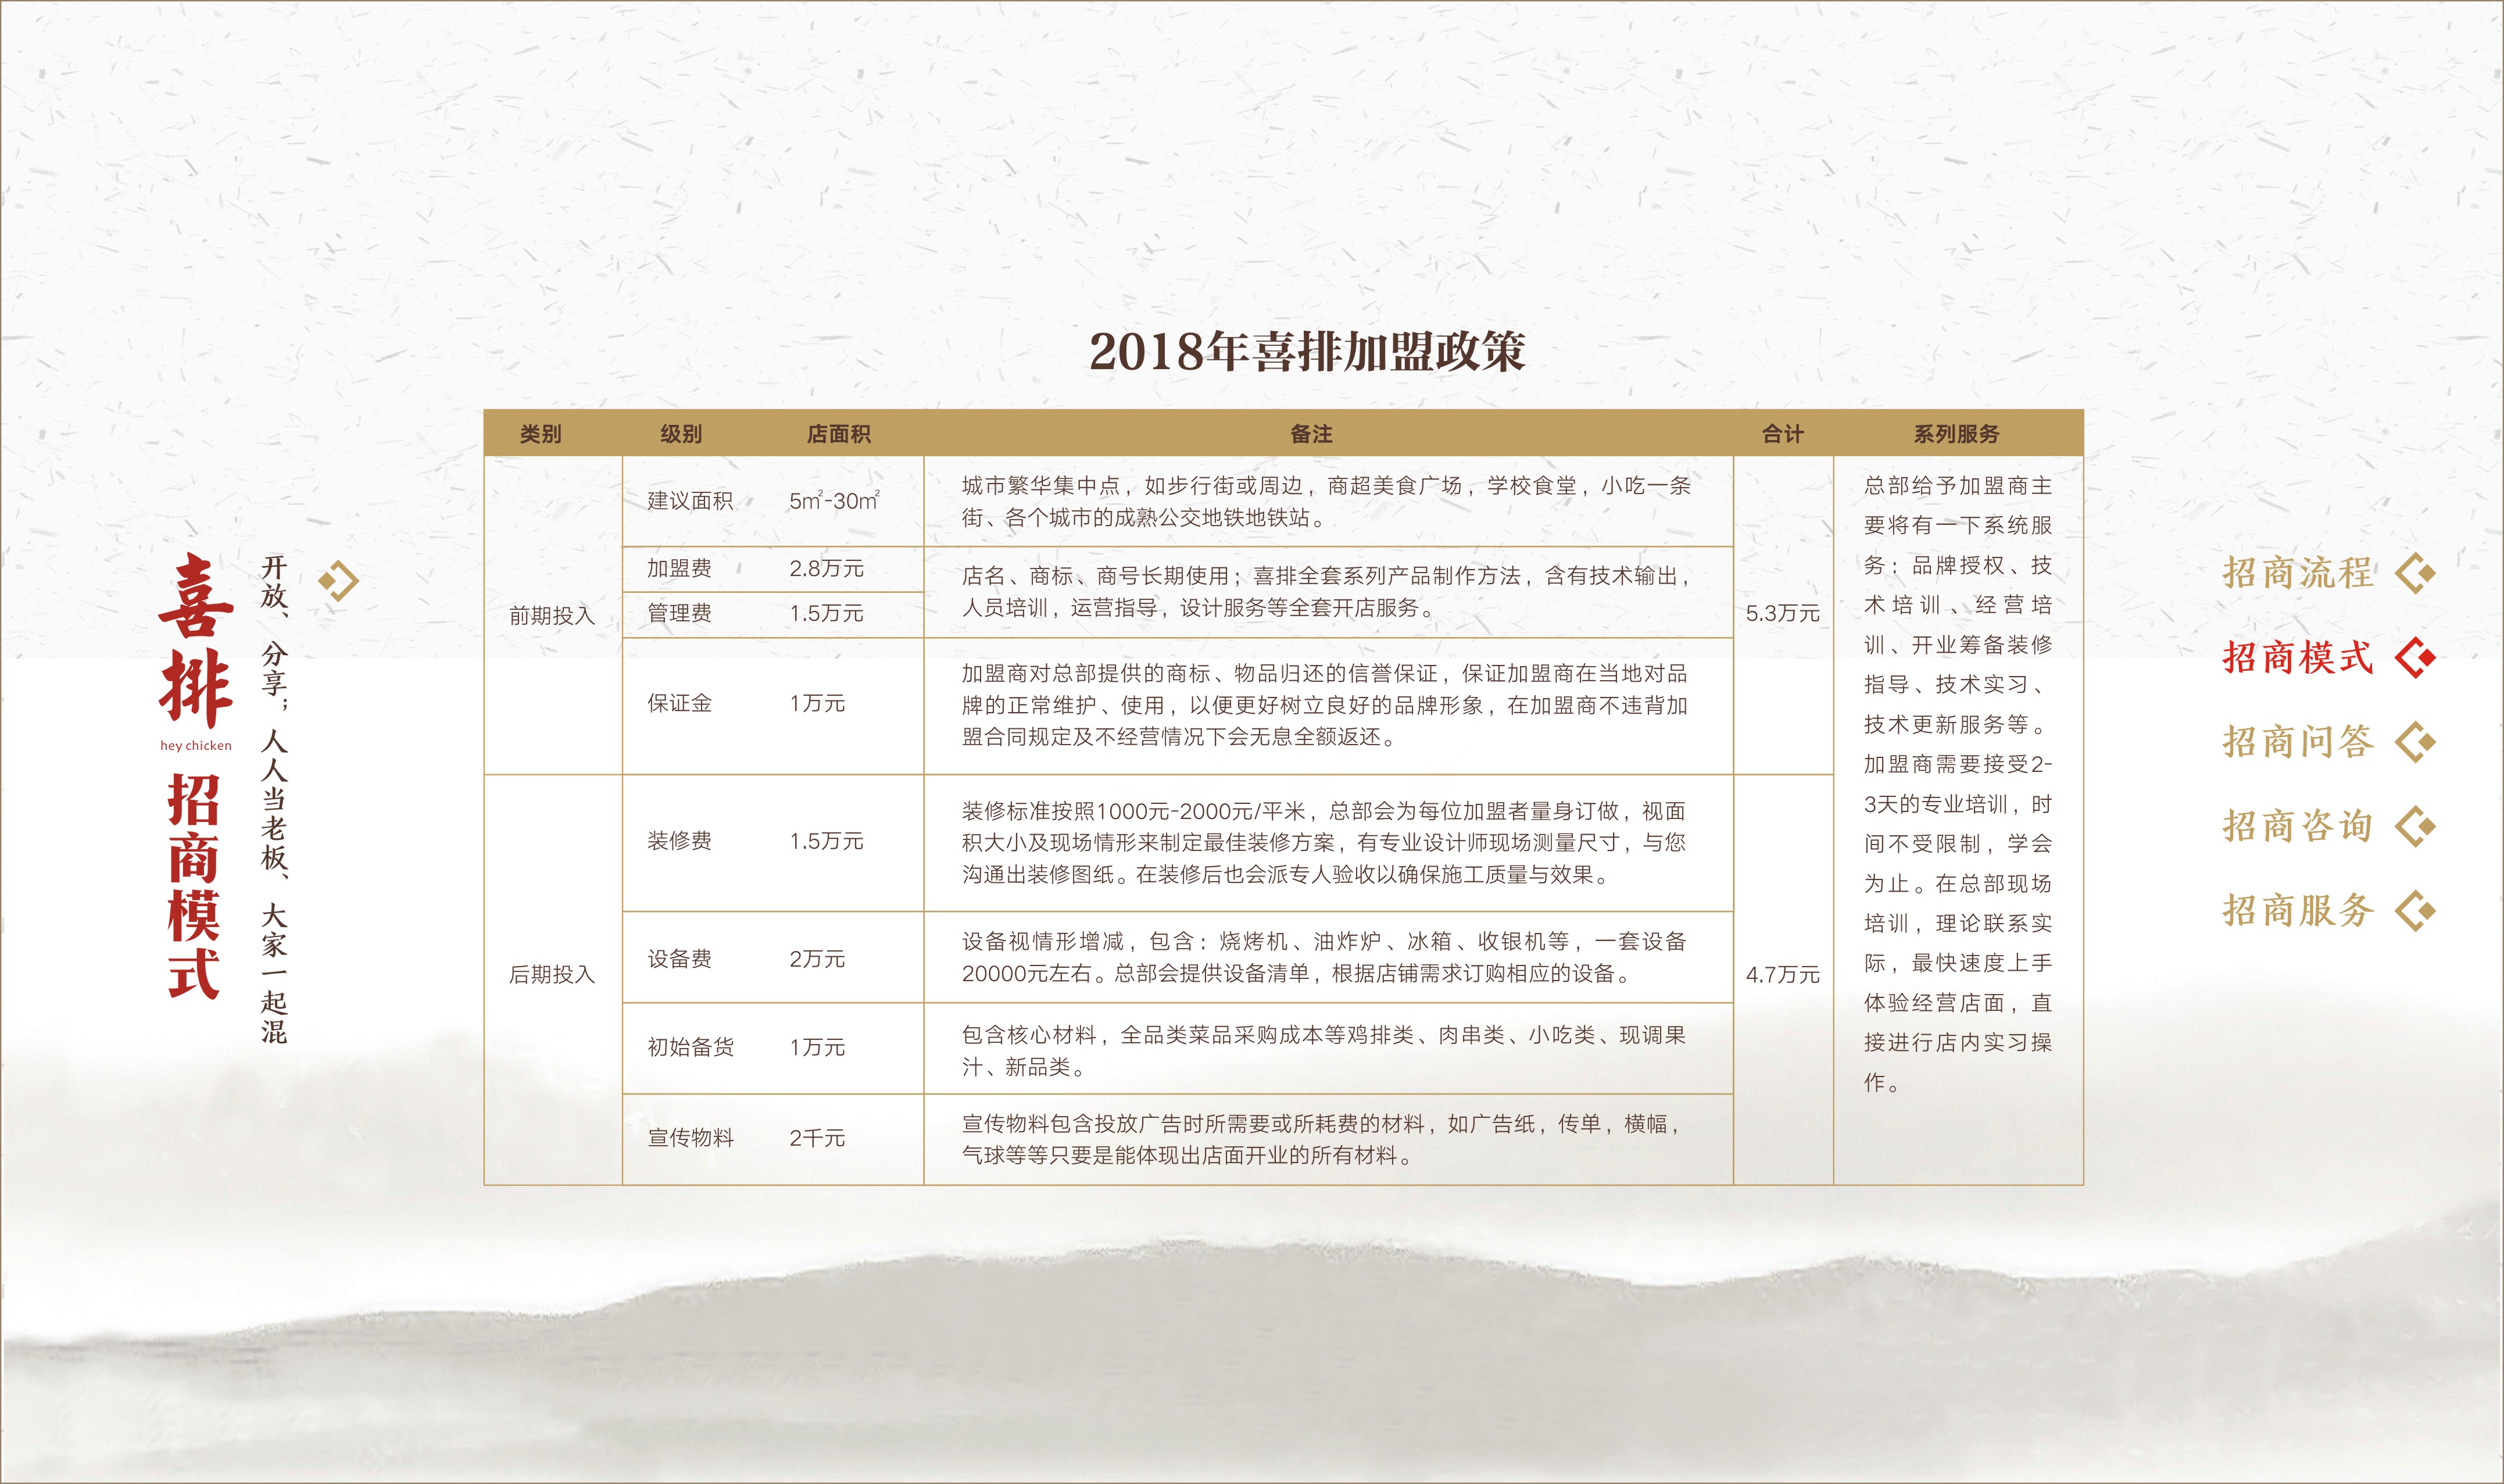 2018年喜排加盟政策
喜排
hey chicken
招商模式
开放、分享；人人当老板、大家一起混
类别 级别 店面积 备注 合计 系列服务
前期投入
建议面积 5㎡-30㎡
城市繁华集中点，如步行街或周边，商超美食广场，学校食堂，小吃一条
街、各个城市的成熟公交地铁地铁站。
加盟费 2.8万元
管理费 1.5万元
店名、商标、商号长期使用；喜排全套系列产品制作方法，含有技术输出，
人员培训，运营指导，设计服务等全套开店服务。
保证金 1万元
加盟商对总部提供的商标、物品归还的信誉保证，保证加盟商在当地对品
牌的正常维护、使用，以便更好树立良好的品牌形象，在加盟商不违背加
盟合同规定及不经营情况下会无息全额返还。
5.3万元
后期投入
装修费 1.5万元
装修标准按照1000元-2000元/平米，总部会为每位加盟者量身订做，视面
积大小及现场情形来制定最佳装修方案，有专业设计师现场测量尺寸，与您
沟通出装修图纸。在装修后也会派专人验收以确保施工质量与效果。
设备费 2万元
设备视情形增减，包含：烧烤机、油炸炉、冰箱、收银机等，一套设备
20000元左右。总部会提供设备清单，根据店铺需求订购相应的设备。
初始备货 1万元
包含核心材料，全品类菜品采购成本等鸡排类、肉串类、小吃类、现调果
汁、新品类。
宣传物料 2千元
宣传物料包含投放广告时所需要或所耗费的材料，如广告纸，传单，横幅，
气球等等只要是能体现出店面开业的所有材料。
4.7万元
总部给予加盟商主
要将有一下系统服
务：品牌授权、技
术培训、经营培
训、开业筹备装修
指导、技术实习、
技术更新服务等。
加盟商需要接受2-
3天的专业培训，时
间不受限制，学会
为止。在总部现场
培训，理论联系实
际，最快速度上手
体验经营店面，直
接进行店内实习操
作。
招商流程
招商模式
招商问答
招商咨询
招商服务